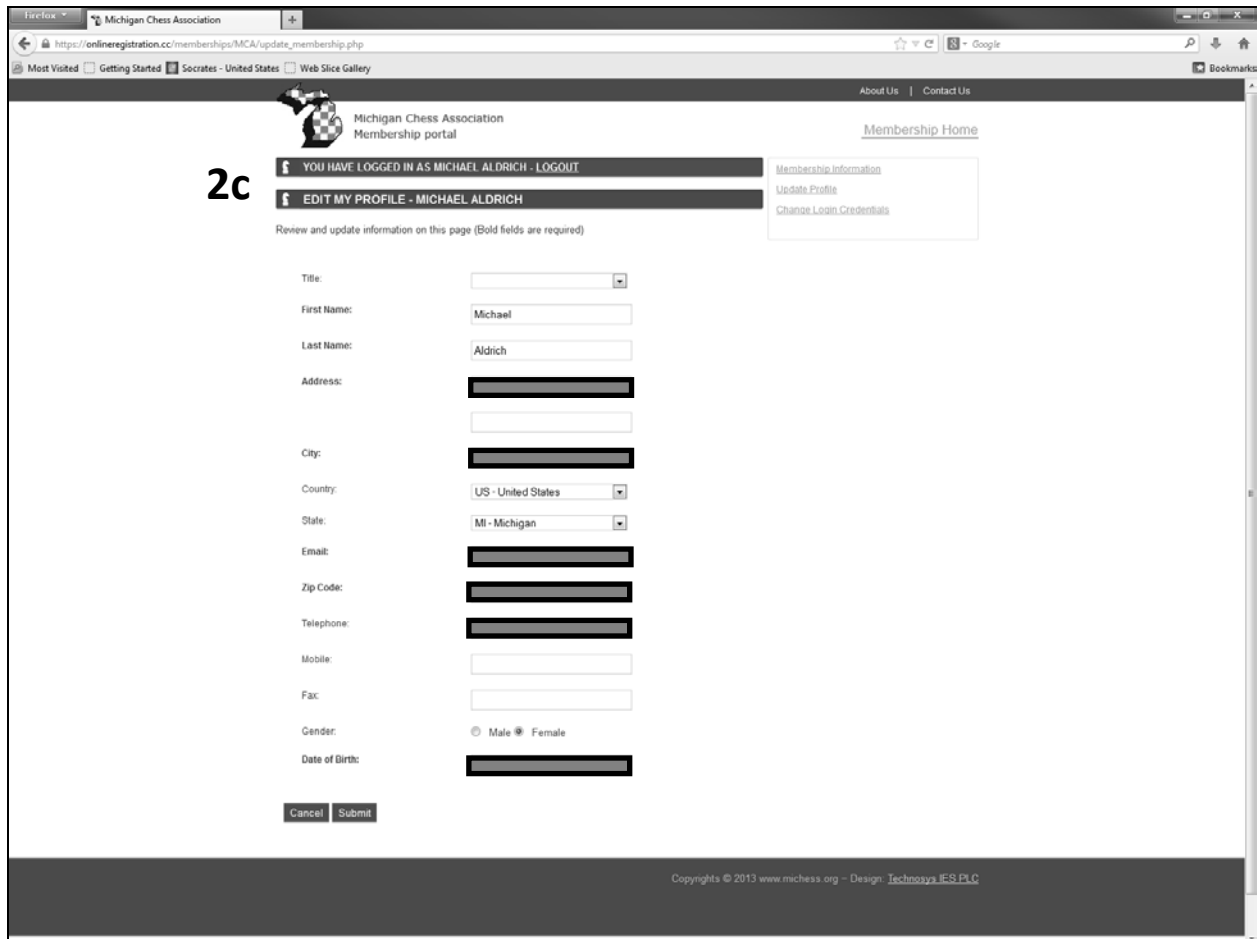 Firefox
Michigan Chess Association
+
https://onlineregistration.cc/memberships/MCA/update_membership.php
Google
Most Visited Getting Started Socrates - United States Web Slice Gallery Bookmarks
About Us | Contact Us
Michigan Chess Association
Membership portal
Membership Home
2c
YOU HAVE LOGGED IN AS MICHAEL ALDRICH - LOGOUT
EDIT MY PROFILE - MICHAEL ALDRICH
Membership Information
Update Profile
Change Login Credentials
Review and update information on this page (Bold fields are required)
Title:
First Name: Michael
Last Name: Aldrich
Address:
City:
Country: US - United States
State: MI - Michigan
Email:
Zip Code:
Telephone:
Mobile:
Fax:
Gender: Male Female
Date of Birth:
Cancel Submit
Copyrights © 2013 www.michess.org – Design: Technosys IES PLC